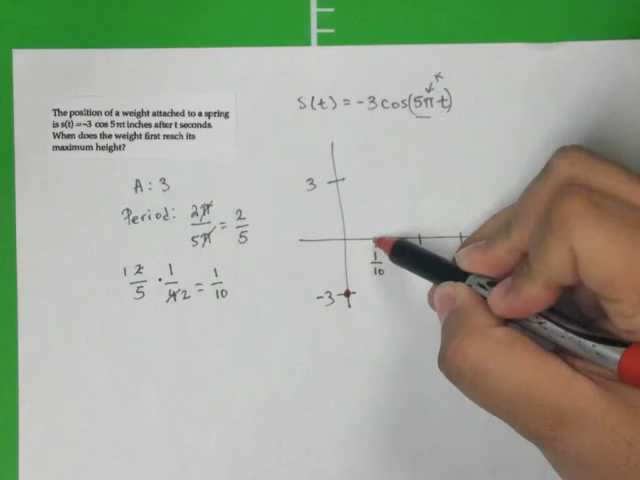 The position of a weight attached to a spring
is s(t) = -3 cos 5πt inches after t seconds.
When does the weight first reach its
maximum height?
s(t) = -3cos(5πt)
K
A: 3
Period: 2π/5π = 2/5
12/5 · 1/42 = 1/10
3
1/10
-3